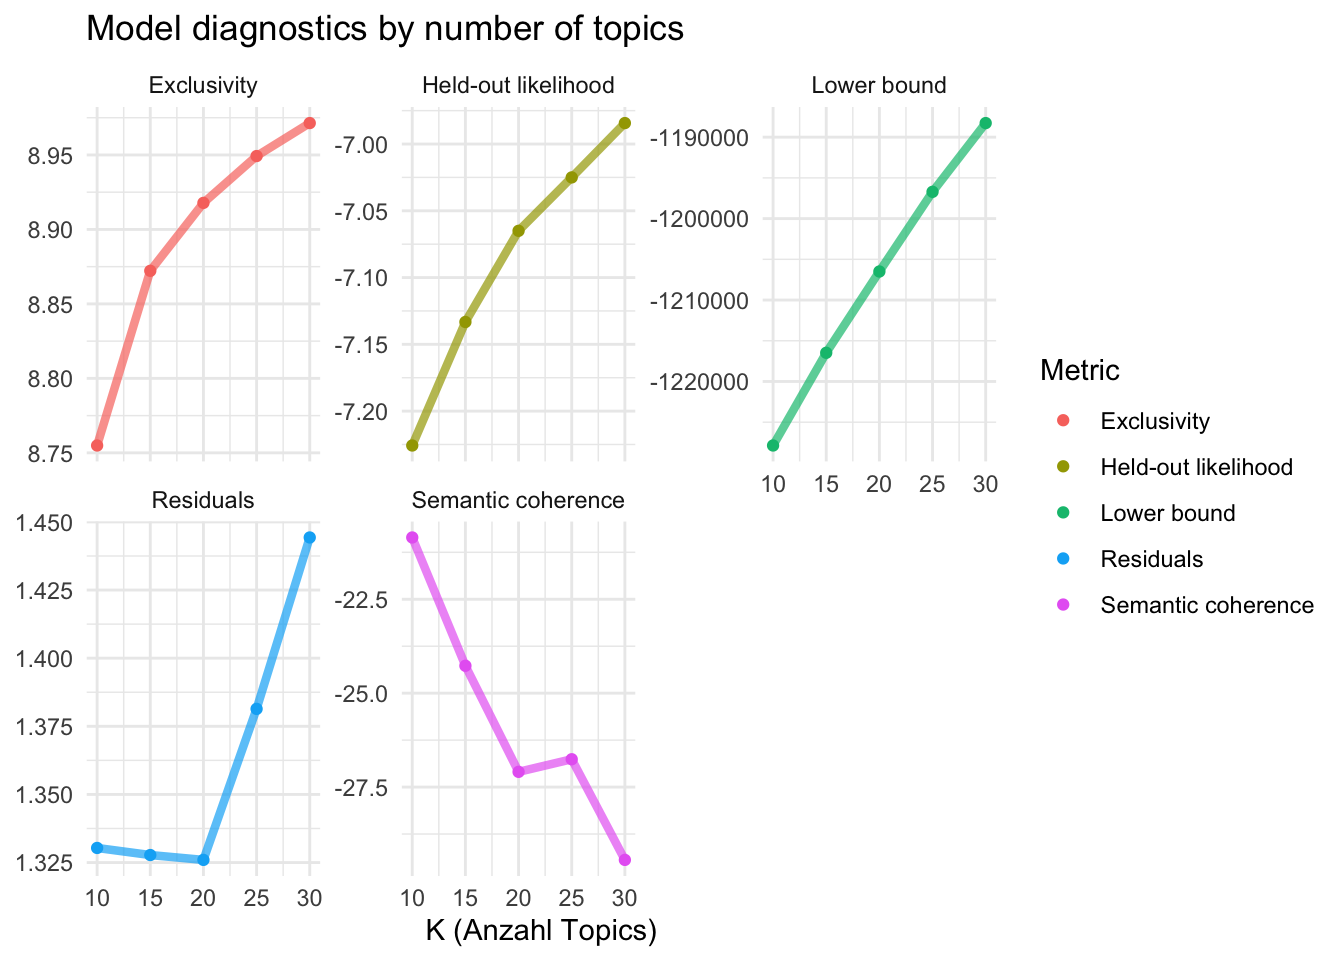 Model diagnostics by number of topics
Exclusivity
Held-out likelihood
Lower bound
8.95
8.90
8.85
8.80
8.75
-7.00
-7.05
-7.10
-7.15
-7.20
-1190000
-1200000
-1210000
-1220000
10 15 20 25 30
Residuals
Semantic coherence
1.450
1.425
1.400
1.375
1.350
1.325
-22.5
-25.0
-27.5
10 15 20 25 30
10 15 20 25 30
K (Anzahl Topics)
Metric
Exclusivity
Held-out likelihood
Lower bound
Residuals
Semantic coherence